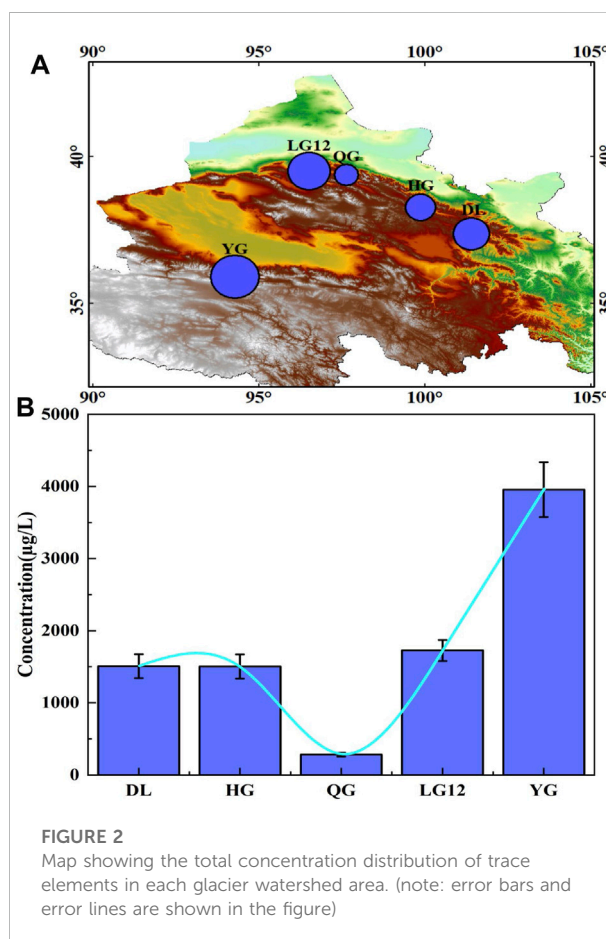 90° 95° 100° 105°
A
40° 40°
LG12
QG
HG
DL
YG
35° 35°
90° 95° 100° 105°
B
5000
4000
3000
2000
1000
0
Concentration(μg/L)
DL HG QG LG12 YG
FIGURE 2
Map showing the total concentration distribution of trace
elements in each glacier watershed area. (note: error bars and
error lines are shown in the figure)